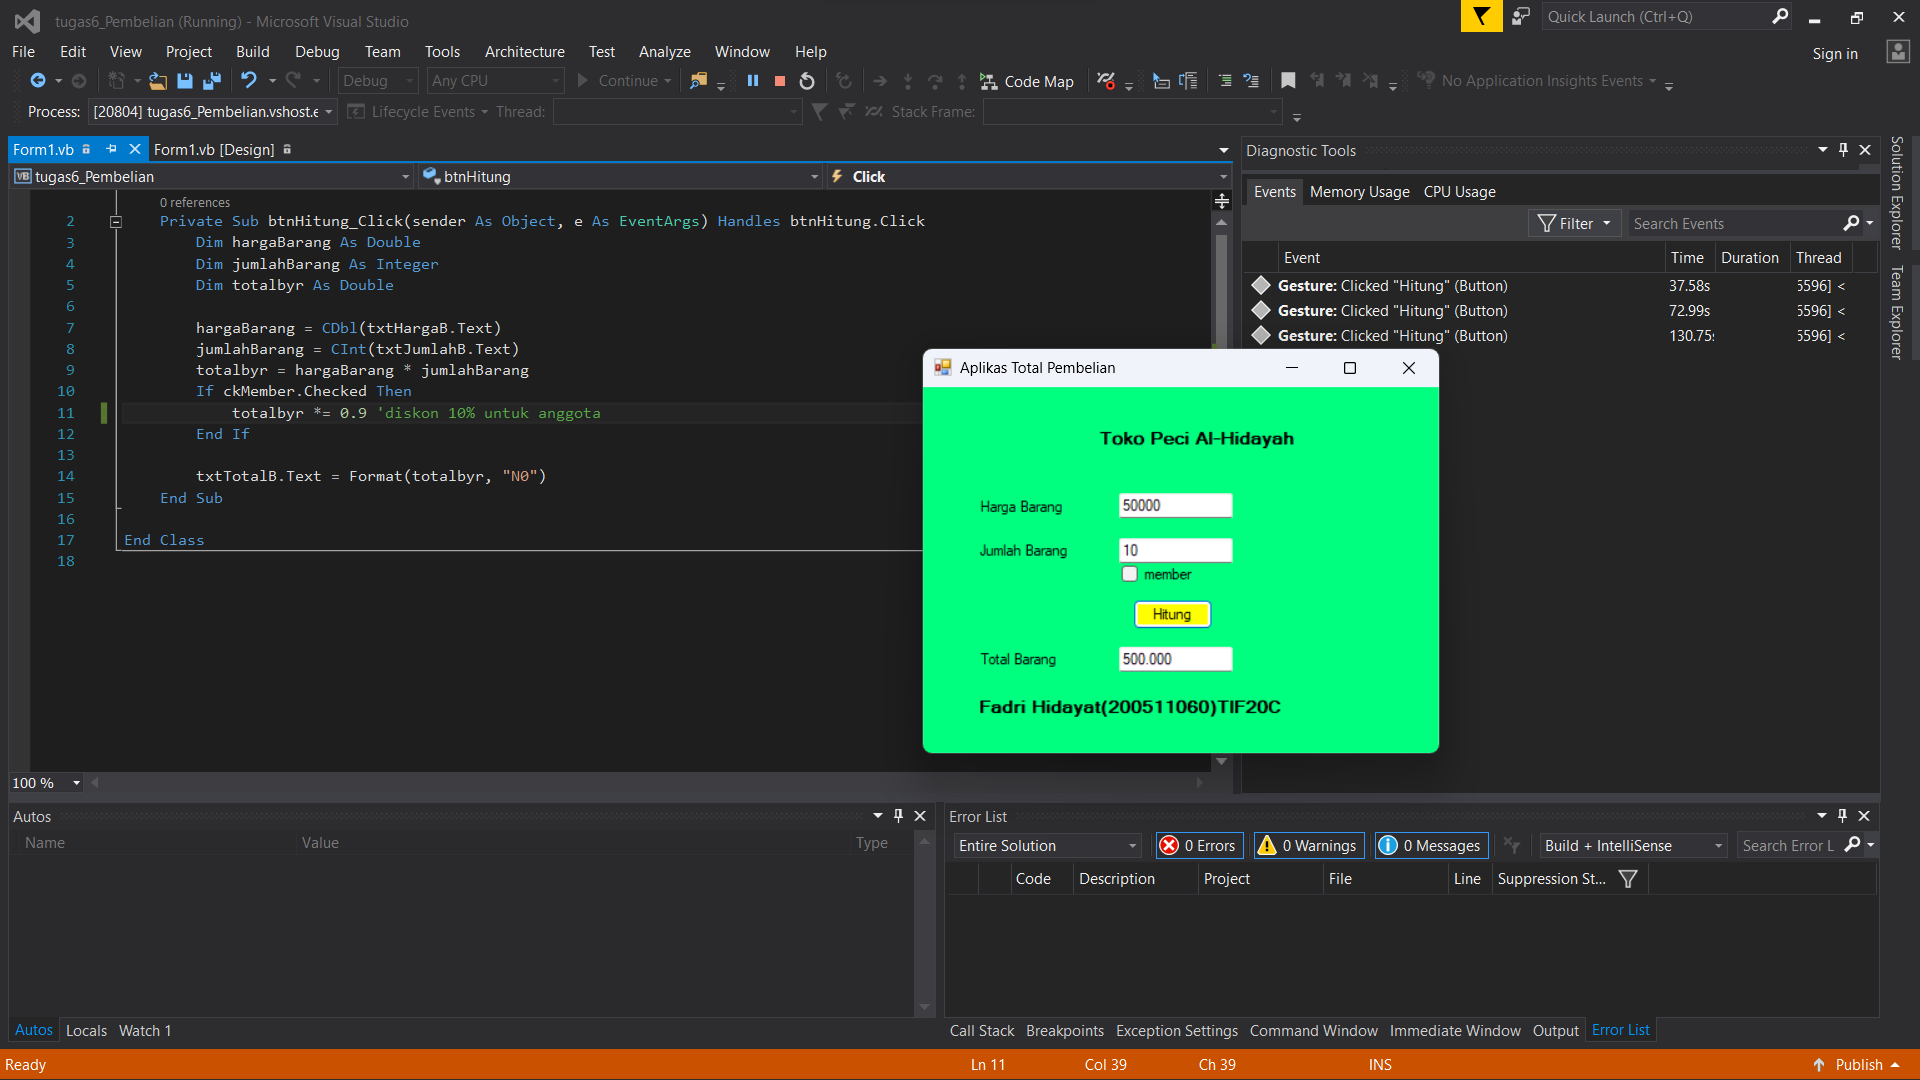 tugas6_Pembelian (Running) - Microsoft Visual Studio
Quick Launch (Ctrl+Q)
File Edit View Project Build Debug Team Tools Architecture Test Analyze Window Help
Sign in
Debug Any CPU Continue Code Map No Application Insights Events
Process: [20804] tugas6_Pembelian.vshost.e Lifecycle Events Thread: Stack Frame:
Form1.vb Form1.vb [Design]
tugas6_Pembelian btnHitung Click
0 references
2 Private Sub btnHitung_Click(sender As Object, e As EventArgs) Handles btnHitung.Click
3 Dim hargaBarang As Double
4 Dim jumlahBarang As Integer
5 Dim totalbyr As Double
6
7 hargaBarang = CDbl(txtHargaB.Text)
8 jumlahBarang = CInt(txtJumlahB.Text)
9 totalbyr = hargaBarang * jumlahBarang
10 If ckMember.Checked Then
11 totalbyr *= 0.9 'diskon 10% untuk anggota
12 End If
13
14 txtTotalB.Text = Format(totalbyr, "N0")
15 End Sub
16
17 End Class
18
100 %
Diagnostic Tools
Events Memory Usage CPU Usage
Filter Search Events
Event Time Duration Thread
Gesture: Clicked "Hitung" (Button) 37.58s 5596] <
Gesture: Clicked "Hitung" (Button) 72.99s 5596] <
Gesture: Clicked "Hitung" (Button) 130.75s 5596] <
Solution Explorer
Team Explorer
Aplikas Total Pembelian
Toko Peci Al-Hidayah
Harga Barang 50000
Jumlah Barang 10
member
Hitung
Total Barang 500.000
Fadri Hidayat(200511060)TIF20C
Autos
Name Value Type
Autos Locals Watch 1
Error List
Entire Solution 0 Errors 0 Warnings 0 Messages Build + IntelliSense Search Error L
Code Description Project File Line Suppression St...
Call Stack Breakpoints Exception Settings Command Window Immediate Window Output Error List
Ready Ln 11 Col 39 Ch 39 INS Publish